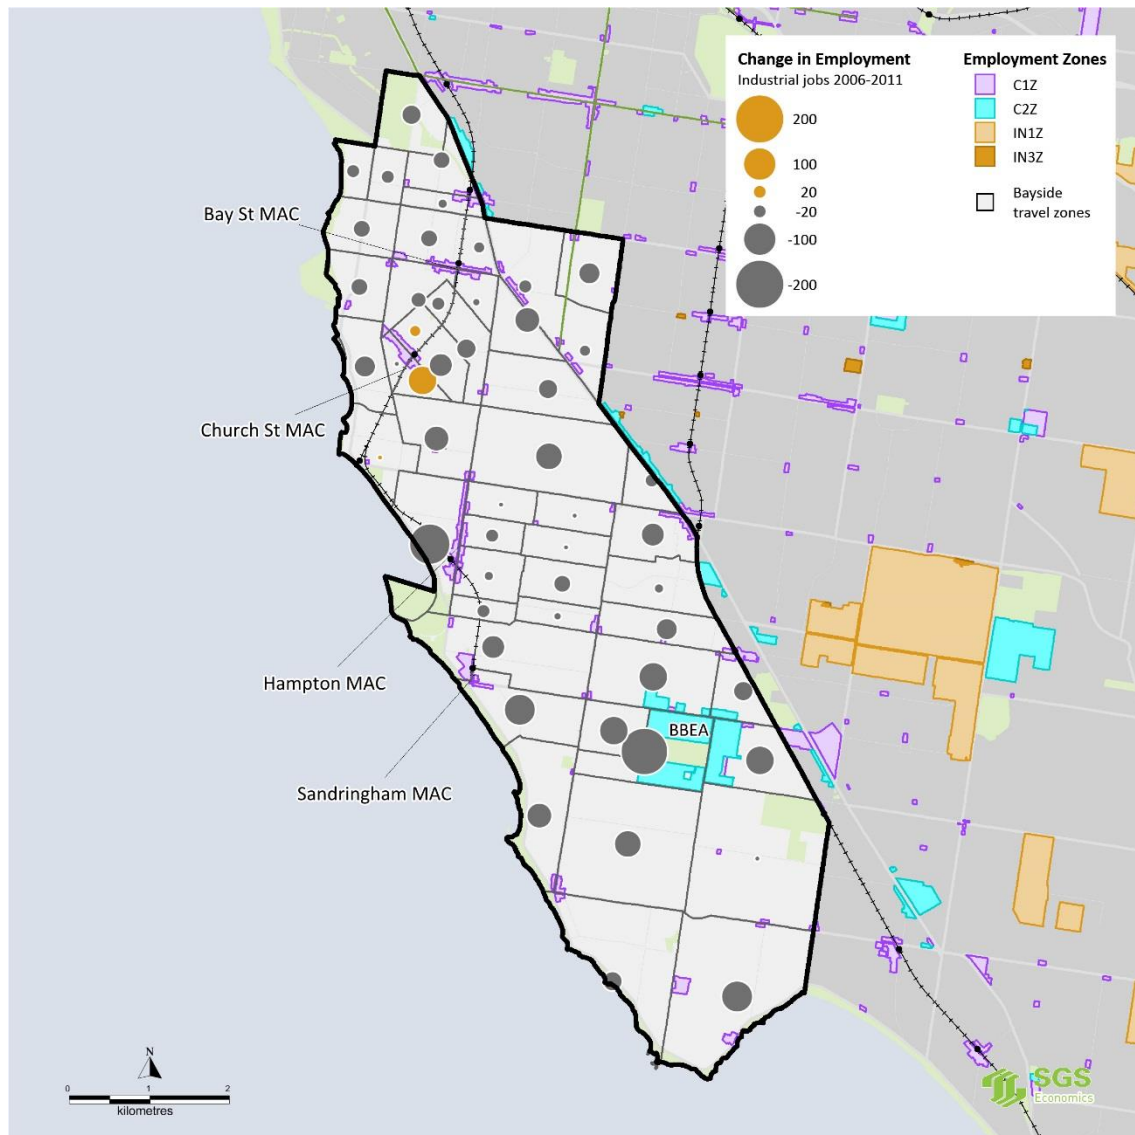 Change in Employment
Industrial jobs 2006-2011
200
100
20
-20
-100
-200
Employment Zones
C1Z
C2Z
IN1Z
IN3Z
Bayside
travel zones
Bay St MAC
Church St MAC
Hampton MAC
BBEA
Sandringham MAC
N
0 1 2
kilometres
SGS
Economics